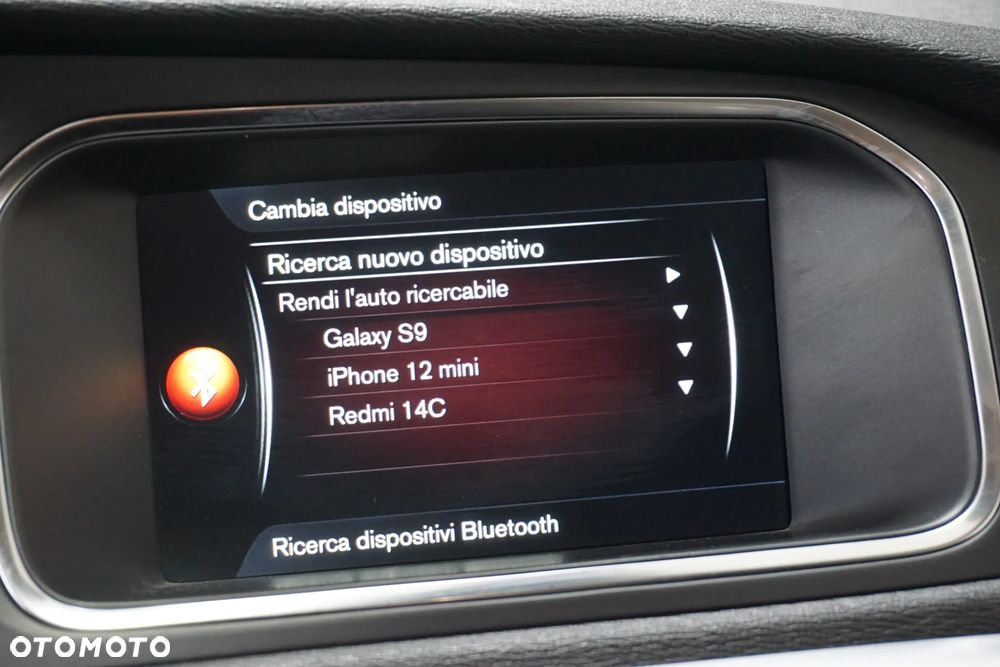 Cambia dispositivo
Ricerca nuovo dispositivo
Rendi l'auto ricercabile
Galaxy S9
iPhone 12 mini
Redmi 14C
Ricerca dispositivi Bluetooth
OTOMOTO